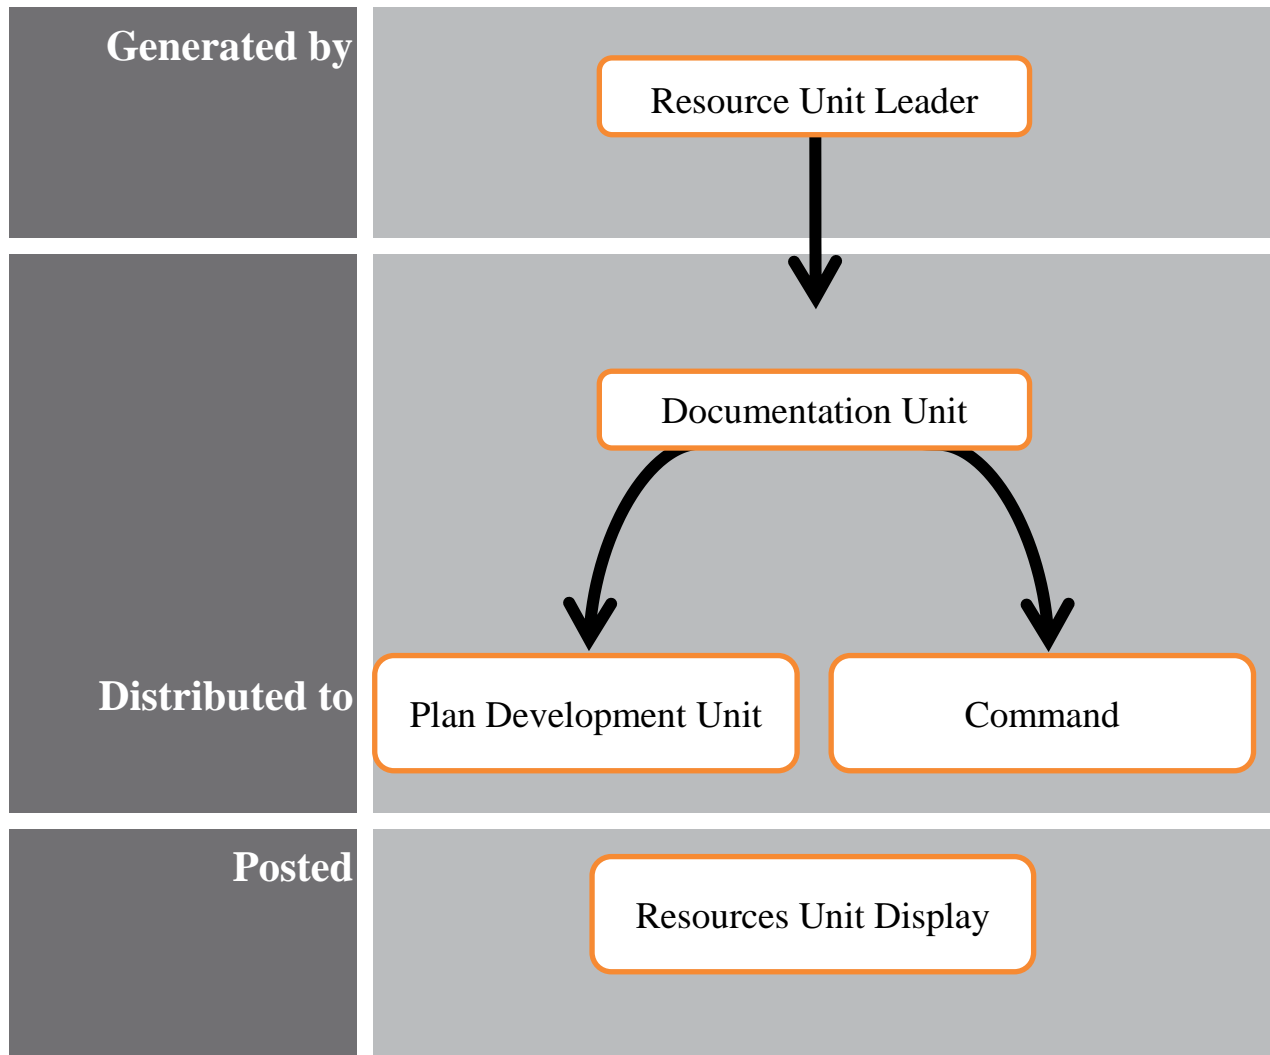 Generated by
Resource Unit Leader
Documentation Unit
Distributed to
Plan Development Unit
Command
Posted
Resources Unit Display